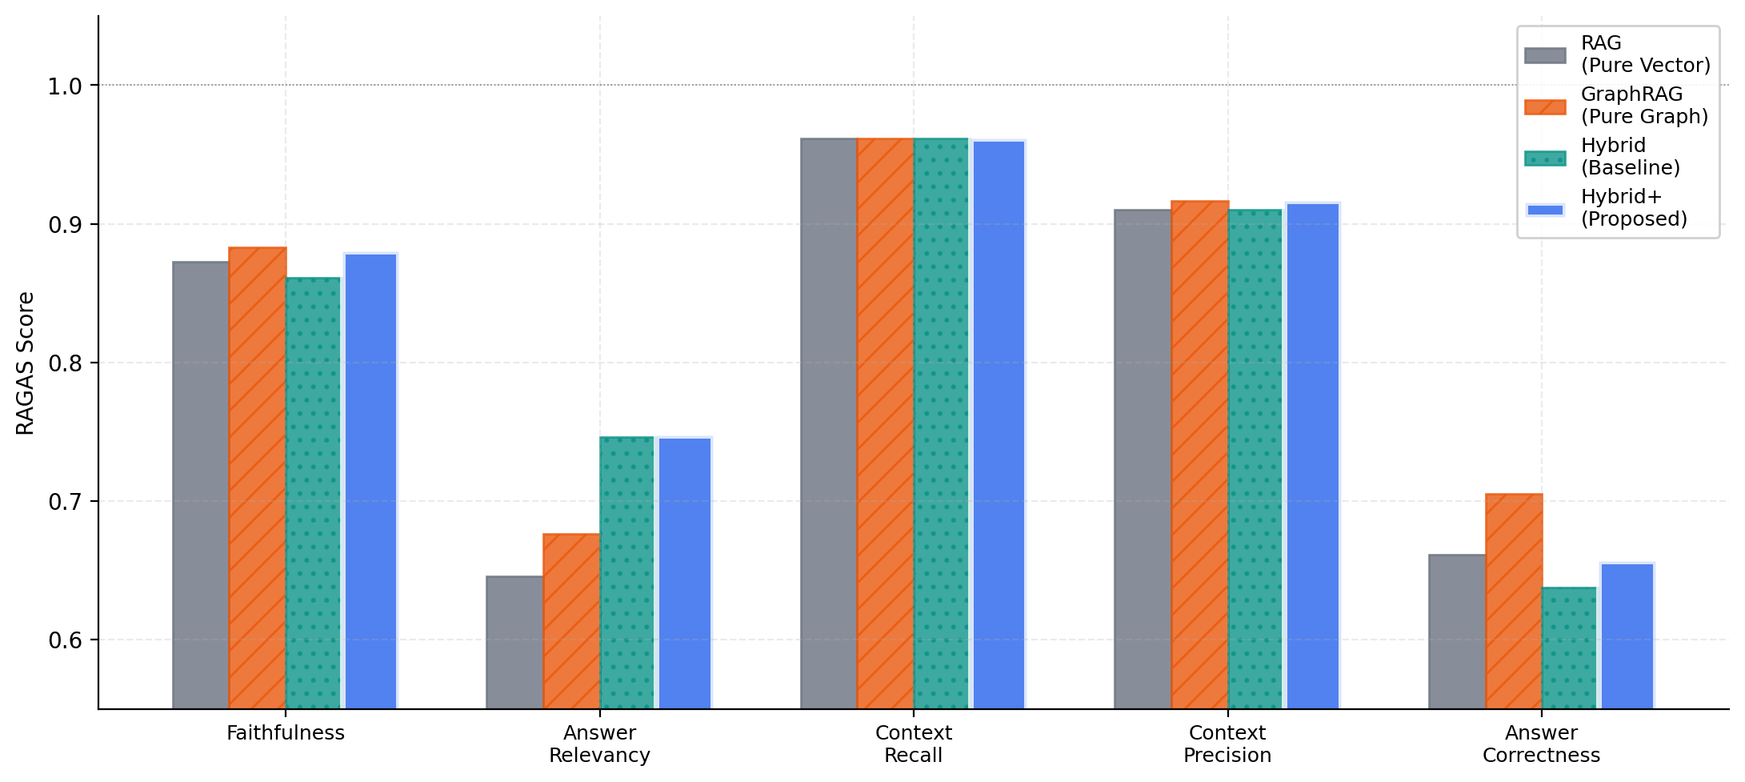 RAG
(Pure Vector)
GraphRAG
(Pure Graph)
Hybrid
(Baseline)
Hybrid+
(Proposed)
RAGAS Score
1.0
0.9
0.8
0.7
0.6
Faithfulness
Answer
Relevancy
Context
Recall
Context
Precision
Answer
Correctness